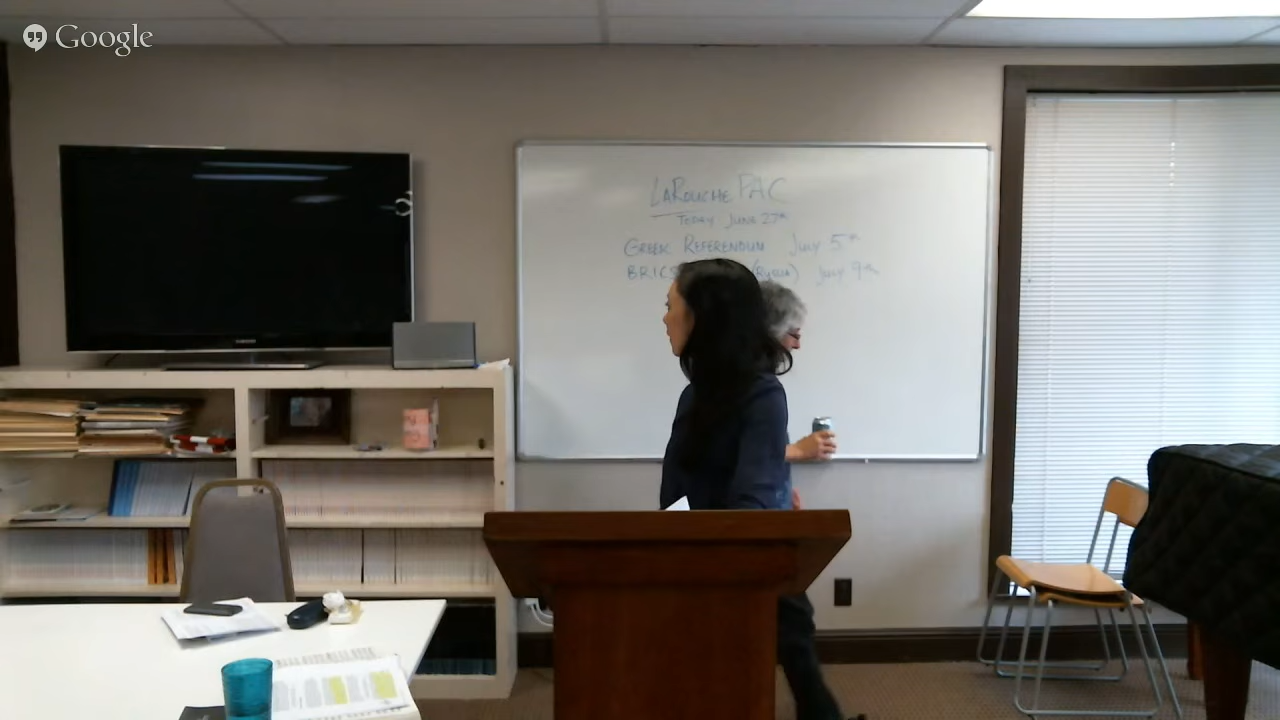 Google
LAROUCHE PAC
TODAY JUNE 27th
GREEK REFERENDUM July 5th
BRICS (RUSSIA) July 9th